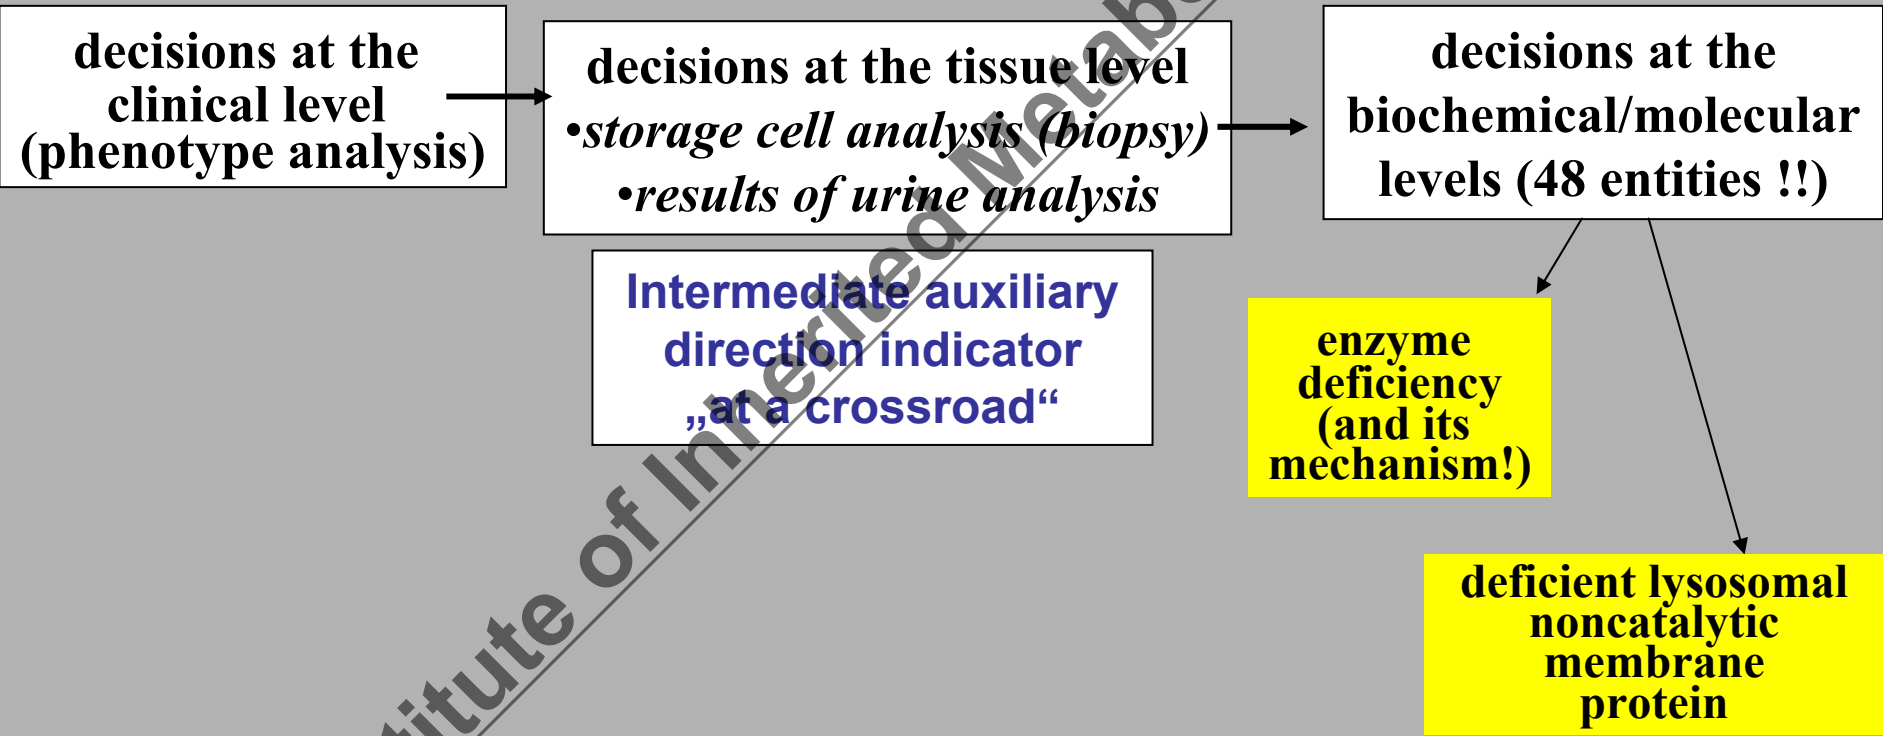 decisions at the
clinical level
(phenotype analysis)
decisions at the tissue level
•storage cell analysis (biopsy)
•results of urine analysis
decisions at the
biochemical/molecular
levels (48 entities !!)
Intermediate auxiliary
direction indicator
„at a crossroad“
enzyme
deficiency
(and its
mechanism!)
deficient lysosomal
noncatalytic
membrane
protein
of Inherited